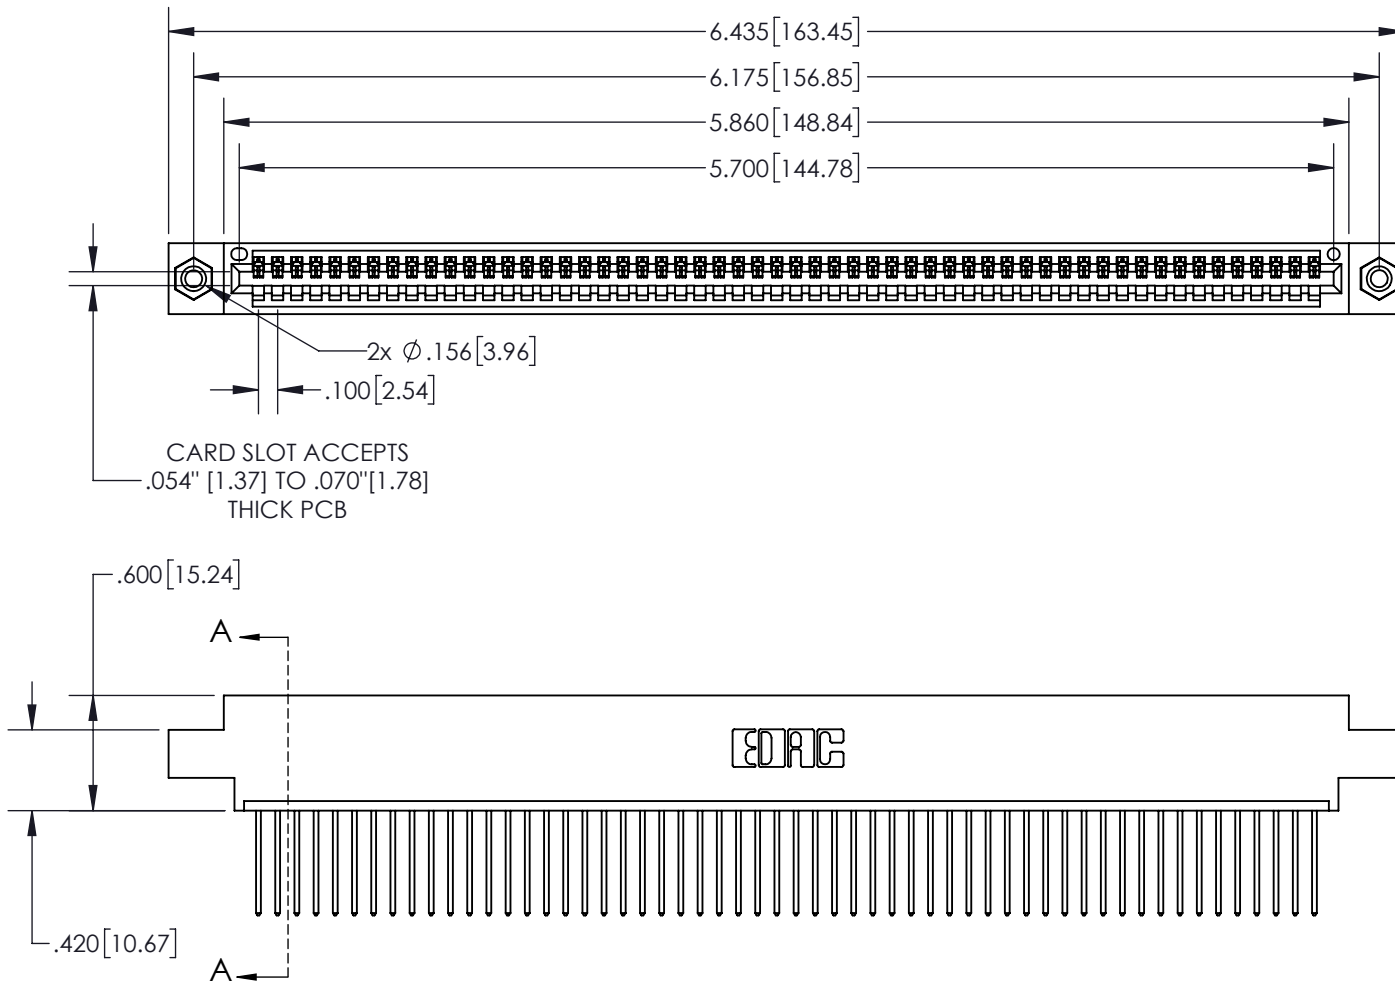 6.435[163.45]
6.175[156.85]
5.860[148.84]
5.700[144.78]
2x ∅.156[3.96]
.100[2.54]
CARD SLOT ACCEPTS
.054" [1.37] TO .070"[1.78]
THICK PCB
.600[15.24]
A
EDAC
.420[10.67]
A